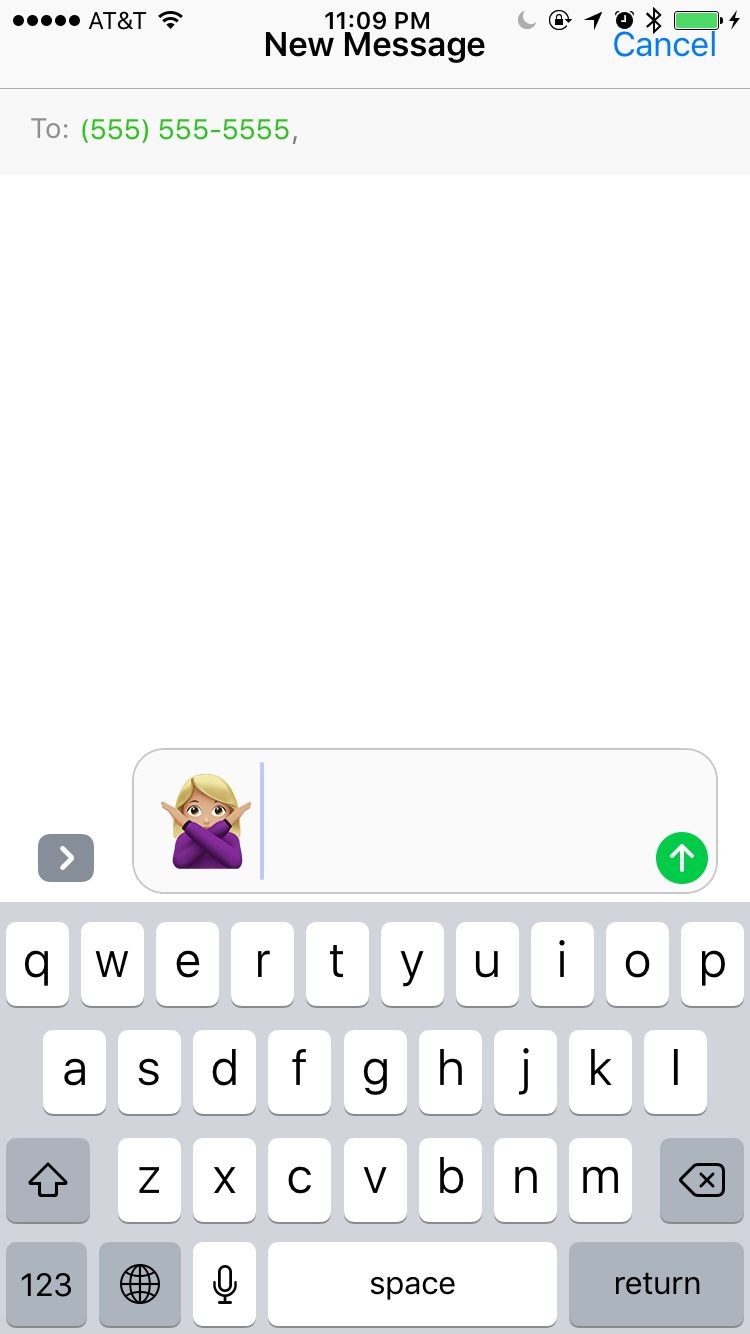 AT&T 11:09 PM
New Message Cancel
To: (555) 555-5555,
q w e r t y u i o p
a s d f g h j k l
z x c v b n m
123 space return